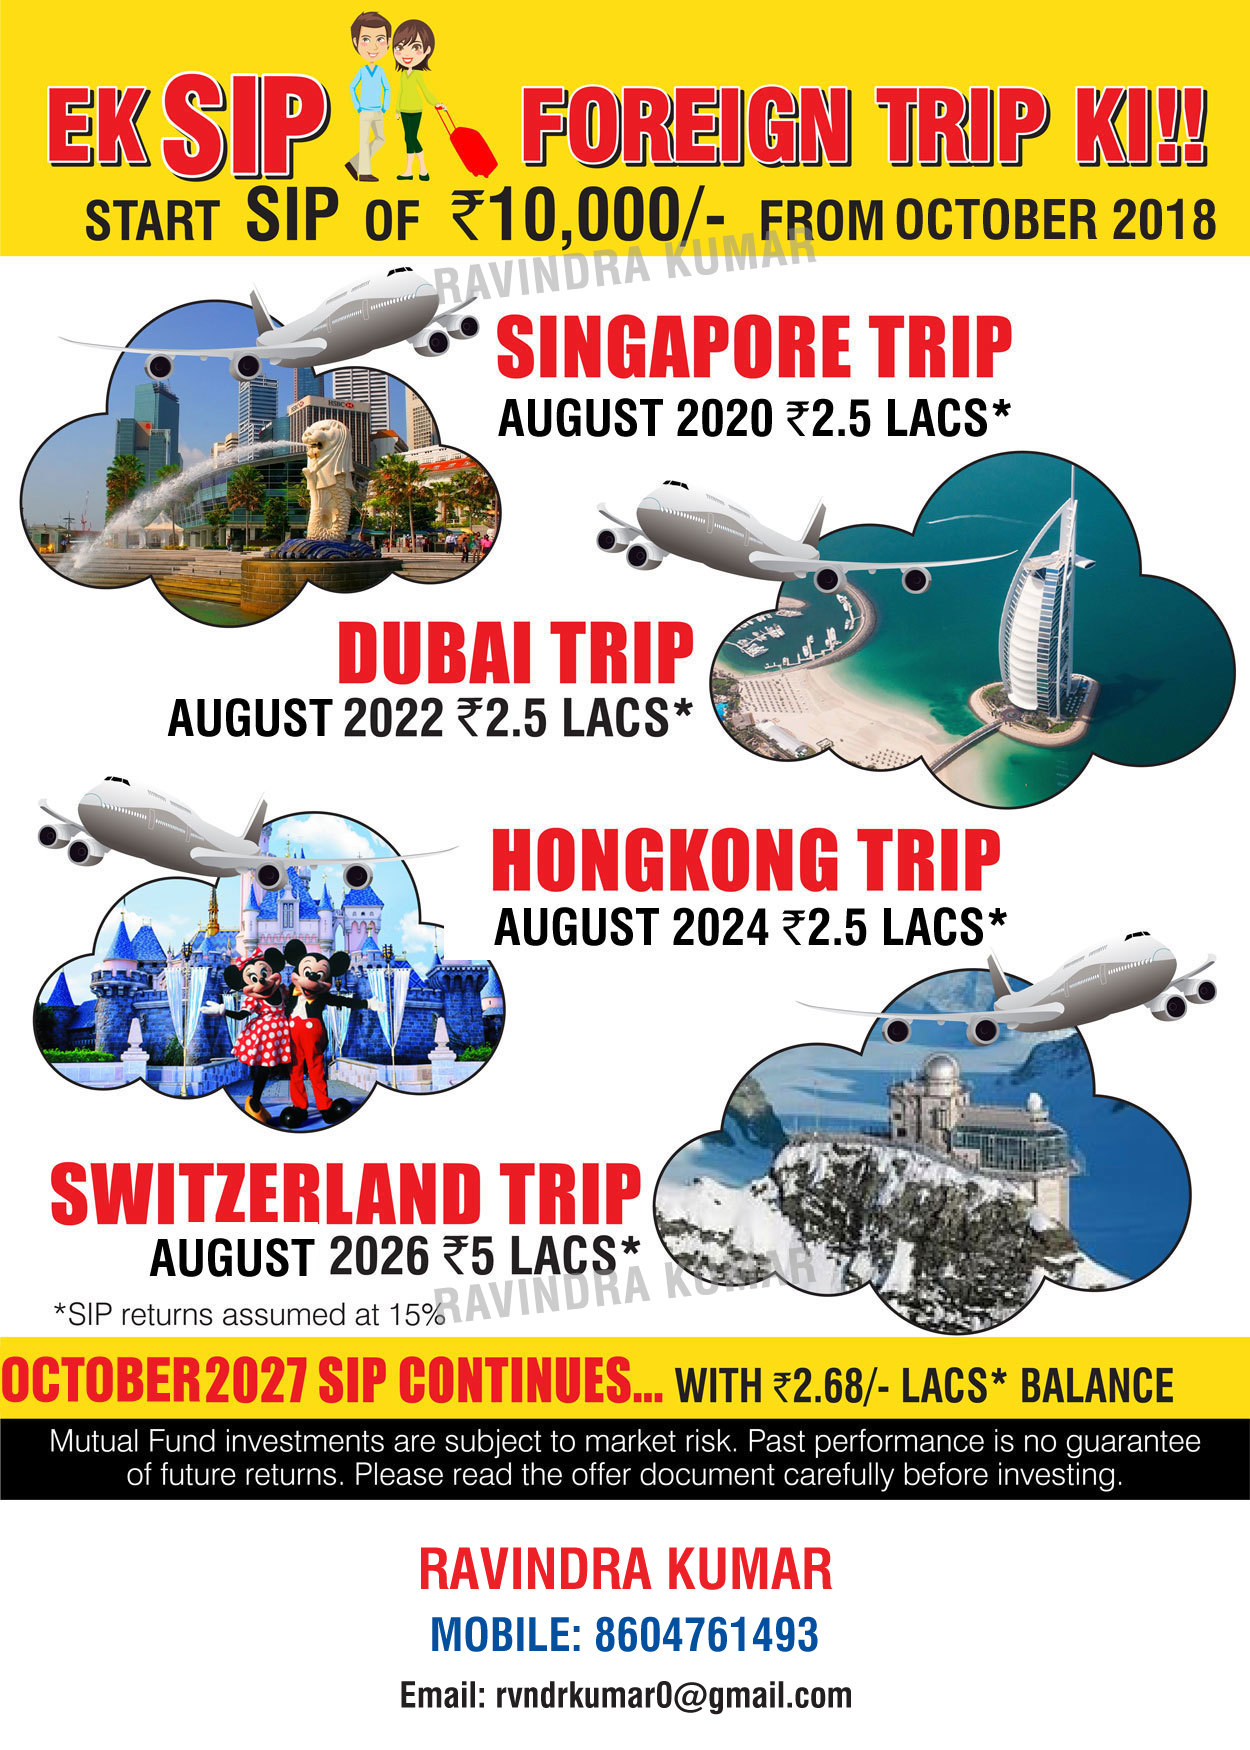 EK SIP FOREIGN TRIP KI!!
START SIP OF ₹10,000/- FROM OCTOBER 2018
RAVINDRA KUMAR
SINGAPORE TRIP
AUGUST 2020 ₹2.5 LACS*
HSBC
DUBAI TRIP
AUGUST 2022 ₹2.5 LACS*
HONGKONG TRIP
AUGUST 2024 ₹2.5 LACS*
SWITZERLAND TRIP
AUGUST 2026 ₹5 LACS*
RAVINDRA KUMAR
*SIP returns assumed at 15%
OCTOBER 2027 SIP CONTINUES... WITH ₹2.68/- LACS* BALANCE
Mutual Fund investments are subject to market risk. Past performance is no guarantee
of future returns. Please read the offer document carefully before investing.
RAVINDRA KUMAR
MOBILE: 8604761493
Email: rvndrkumar0@gmail.com